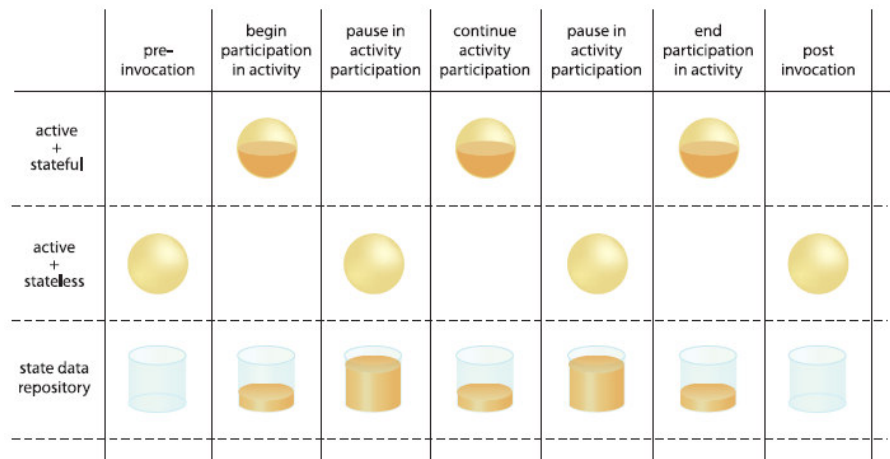 pre-
invocation
begin
participation
in activity
pause in
activity
participation
continue
activity
participation
pause in
activity
participation
end
participation
in activity
post
invocation
active
+
stateful
active
+
stateless
state data
repository